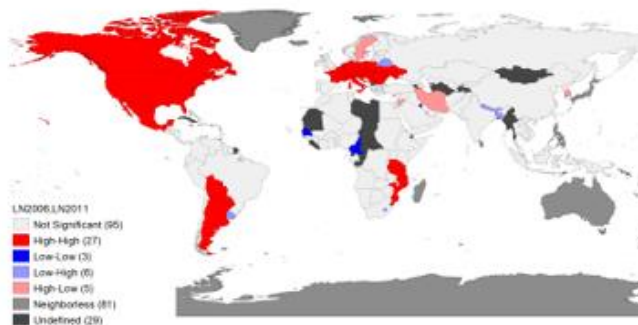 LN2006,LN2011
Not Significant (95)
High-High (27)
Low-Low (3)
Low-High (6)
High-Low (5)
Neighborless (81)
Undefined (29)